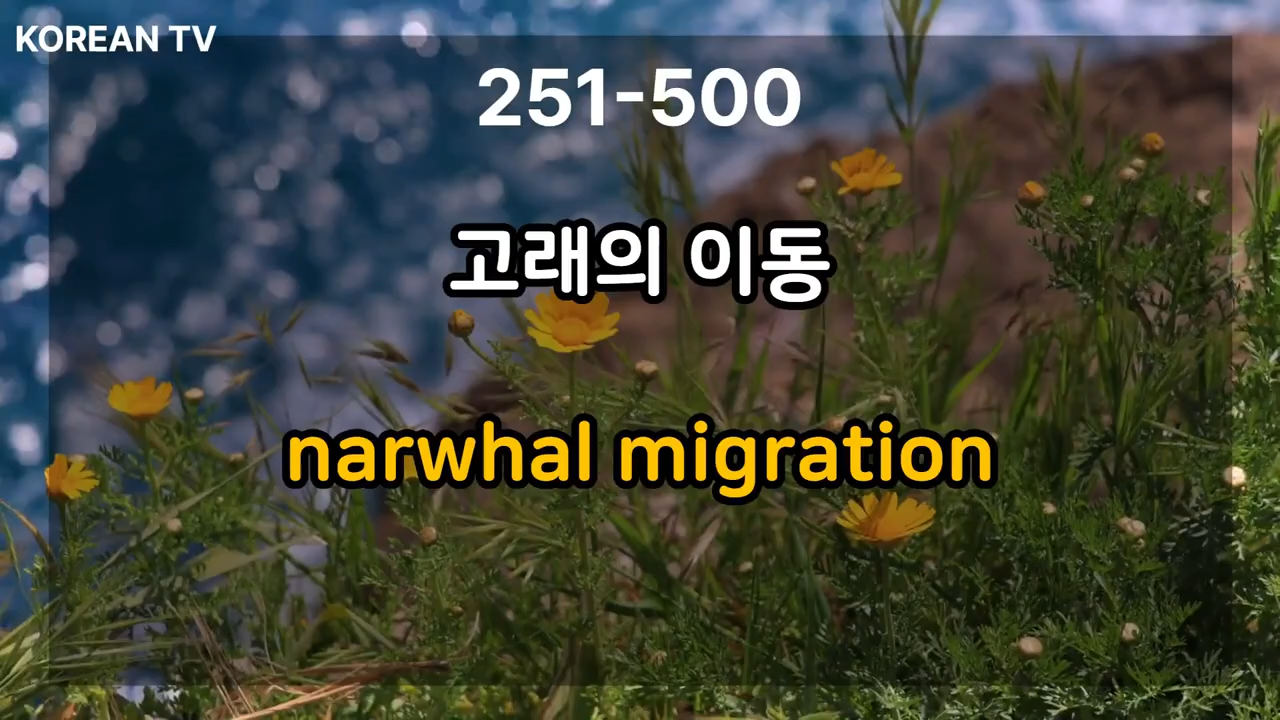 KOREAN TV
251-500
고래의 이동
narwhal migration